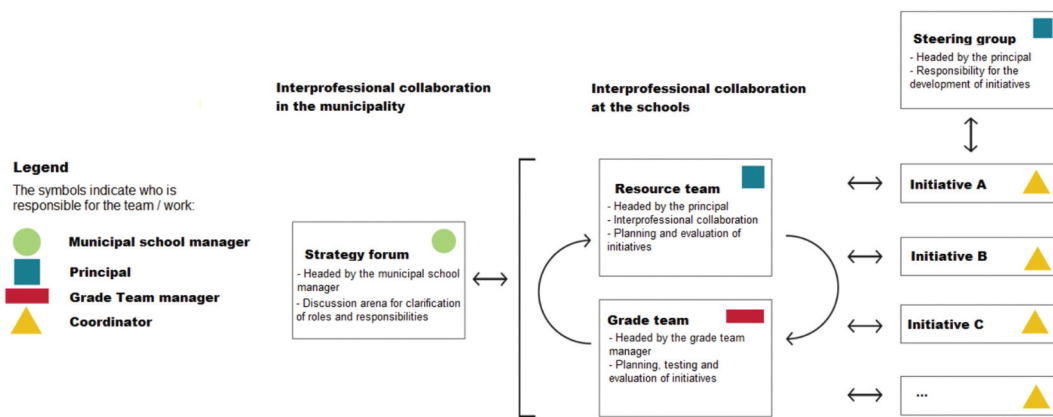 Steering group
- Headed by the principal
- Responsibility for the
development of initiatives
Interprofessional collaboration
in the municipality
Interprofessional collaboration
at the schools
Legend
The symbols indicate who is
responsible for the team / work:
Municipal school manager
Principal
Grade Team manager
Coordinator
Strategy forum
- Headed by the municipal school
manager
- Discussion arena for clarification
of roles and responsibilities
Resource team
- Headed by the principal
- Interprofessional collaboration
- Planning and evaluation of
initiatives
Grade team
- Headed by the grade team
manager
- Planning, testing and
evaluation of initiatives
Initiative A
Initiative B
Initiative C
...